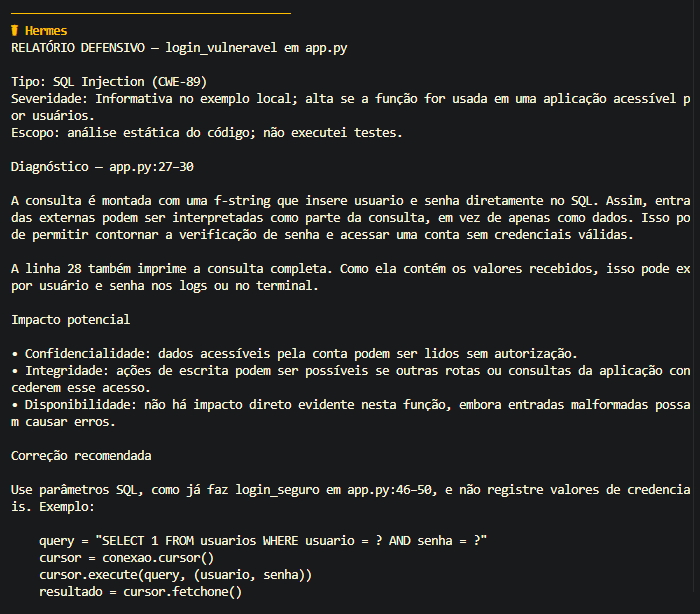 Hermes
RELATÓRIO DEFENSIVO — login_vulneravel em app.py
Tipo: SQL Injection (CWE-89)
Severidade: Informativa no exemplo local; alta se a função for usada em uma aplicação acessível p
or usuários.
Escopo: análise estática do código; não executei testes.
Diagnóstico — app.py:27–30
A consulta é montada com uma f-string que insere usuario e senha diretamente no SQL. Assim, entra
das externas podem ser interpretadas como parte da consulta, em vez de apenas como dados. Isso po
de permitir contornar a verificação de senha e acessar uma conta sem credenciais válidas.
A linha 28 também imprime a consulta completa. Como ela contém os valores recebidos, isso pode ex
por usuário e senha nos logs ou no terminal.
Impacto potencial
• Confidencialidade: dados acessíveis pela conta podem ser lidos sem autorização.
• Integridade: ações de escrita podem ser possíveis se outras rotas ou consultas da aplicação con
cederem esse acesso.
• Disponibilidade: não há impacto direto evidente nesta função, embora entradas malformadas possa
m causar erros.
Correção recomendada
Use parâmetros SQL, como já faz login_seguro em app.py:46–50, e não registre valores de credencia
is. Exemplo:
query = "SELECT 1 FROM usuarios WHERE usuario = ? AND senha = ?"
cursor = conexao.cursor()
cursor.execute(query, (usuario, senha))
resultado = cursor.fetchone()